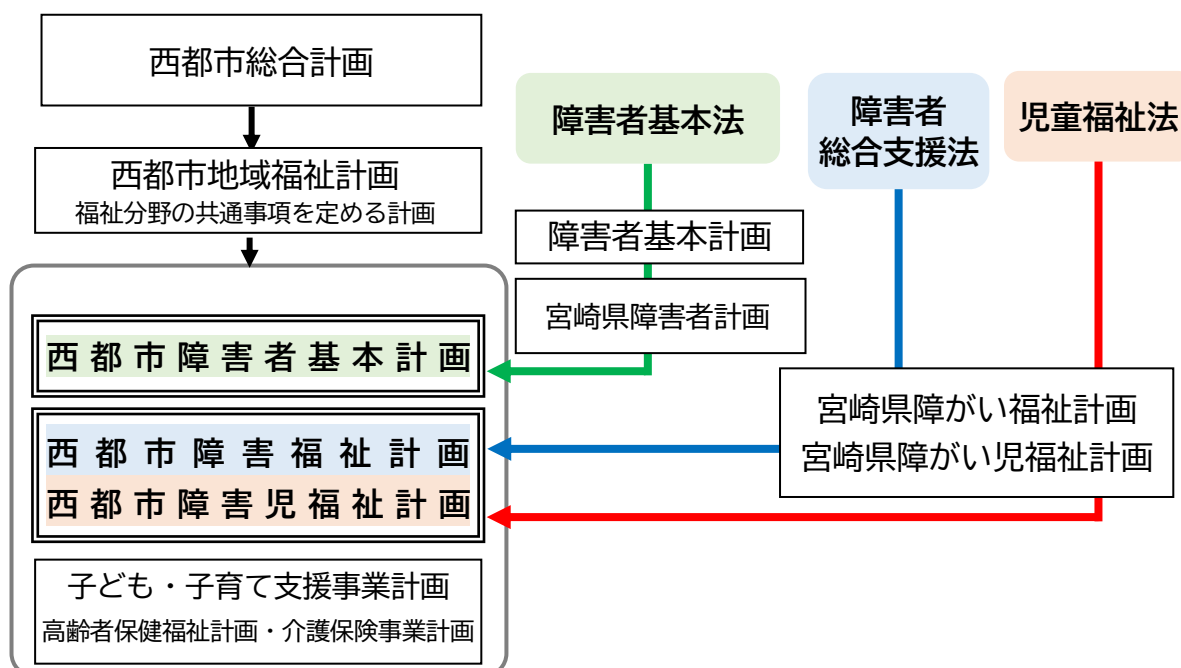 西都市総合計画
西都市地域福祉計画
福祉分野の共通事項を定める計画
障害者基本法
障害者
総合支援法
児童福祉法
障害者基本計画
宮崎県障害者計画
宮崎県障がい福祉計画
宮崎県障がい児福祉計画
西都市障害者基本計画
西都市障害福祉計画
西都市障害児福祉計画
子ども・子育て支援事業計画
高齢者保健福祉計画・介護保険事業計画